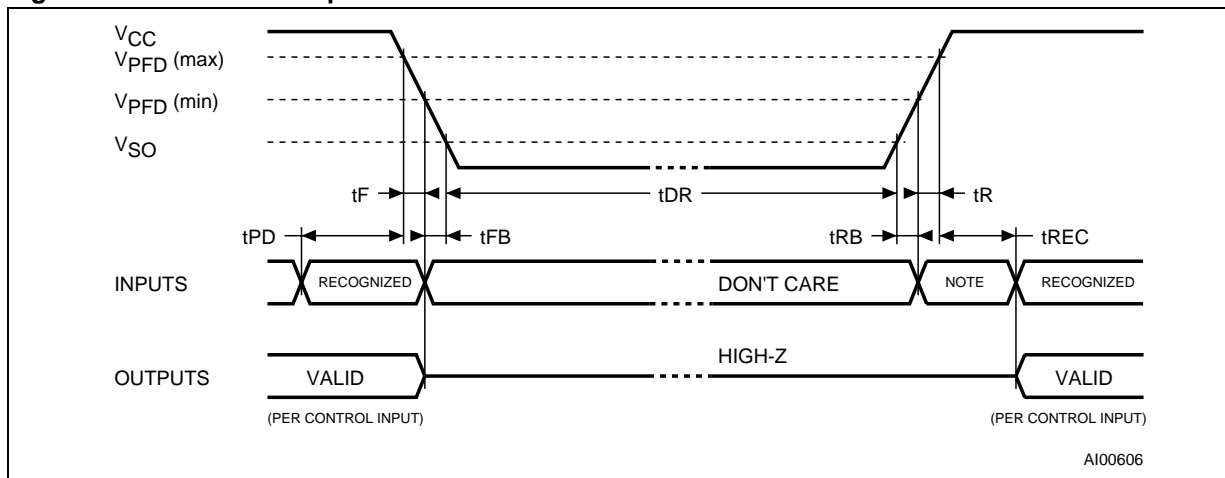 VCC
VPFD (max)
VPFD (min)
VSO
tF
tDR
tR
tPD
tFB
tRB
tREC
INPUTS
RECOGNIZED
DON'T CARE
NOTE
RECOGNIZED
HIGH-Z
OUTPUTS
VALID
VALID
(PER CONTROL INPUT)
(PER CONTROL INPUT)
AI00606